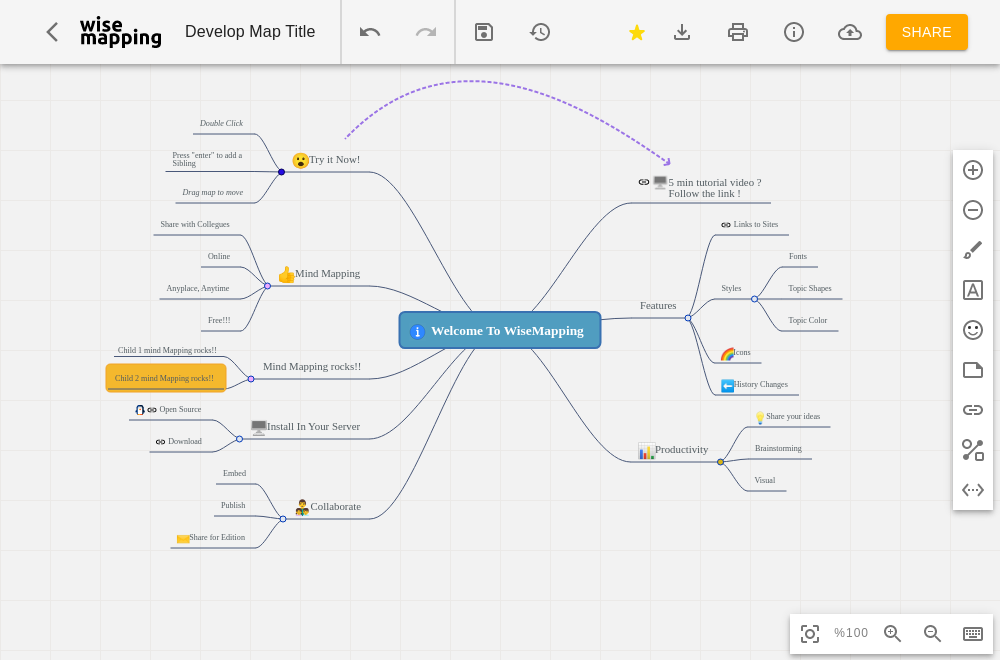 wise
mapping
Develop Map Title
SHARE
Double Click
Press "enter" to add a
Sibling
Drag map to move
Try it Now!
5 min tutorial video ?
Follow the link !
Share with Collegues
Online
Anyplace, Anytime
Free!!!
Mind Mapping
Links to Sites
Fonts
Styles
Topic Shapes
Topic Color
Features
Icons
History Changes
Welcome To WiseMapping
Child 1 mind Mapping rocks!!
Child 2 mind Mapping rocks!!
Mind Mapping rocks!!
Open Source
Download
Install In Your Server
Share your ideas
Productivity
Brainstorming
Visual
Embed
Publish
Share for Edition
Collaborate
%100